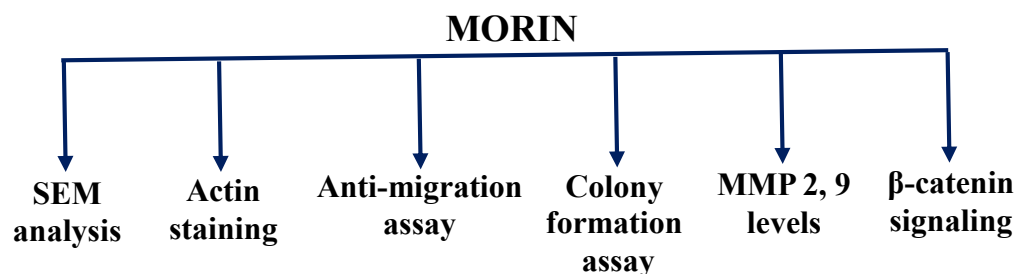 MORIN
SEM
analysis
Actin
staining
Anti-migration
assay
Colony
formation
assay
MMP 2, 9
levels
β-catenin
signaling